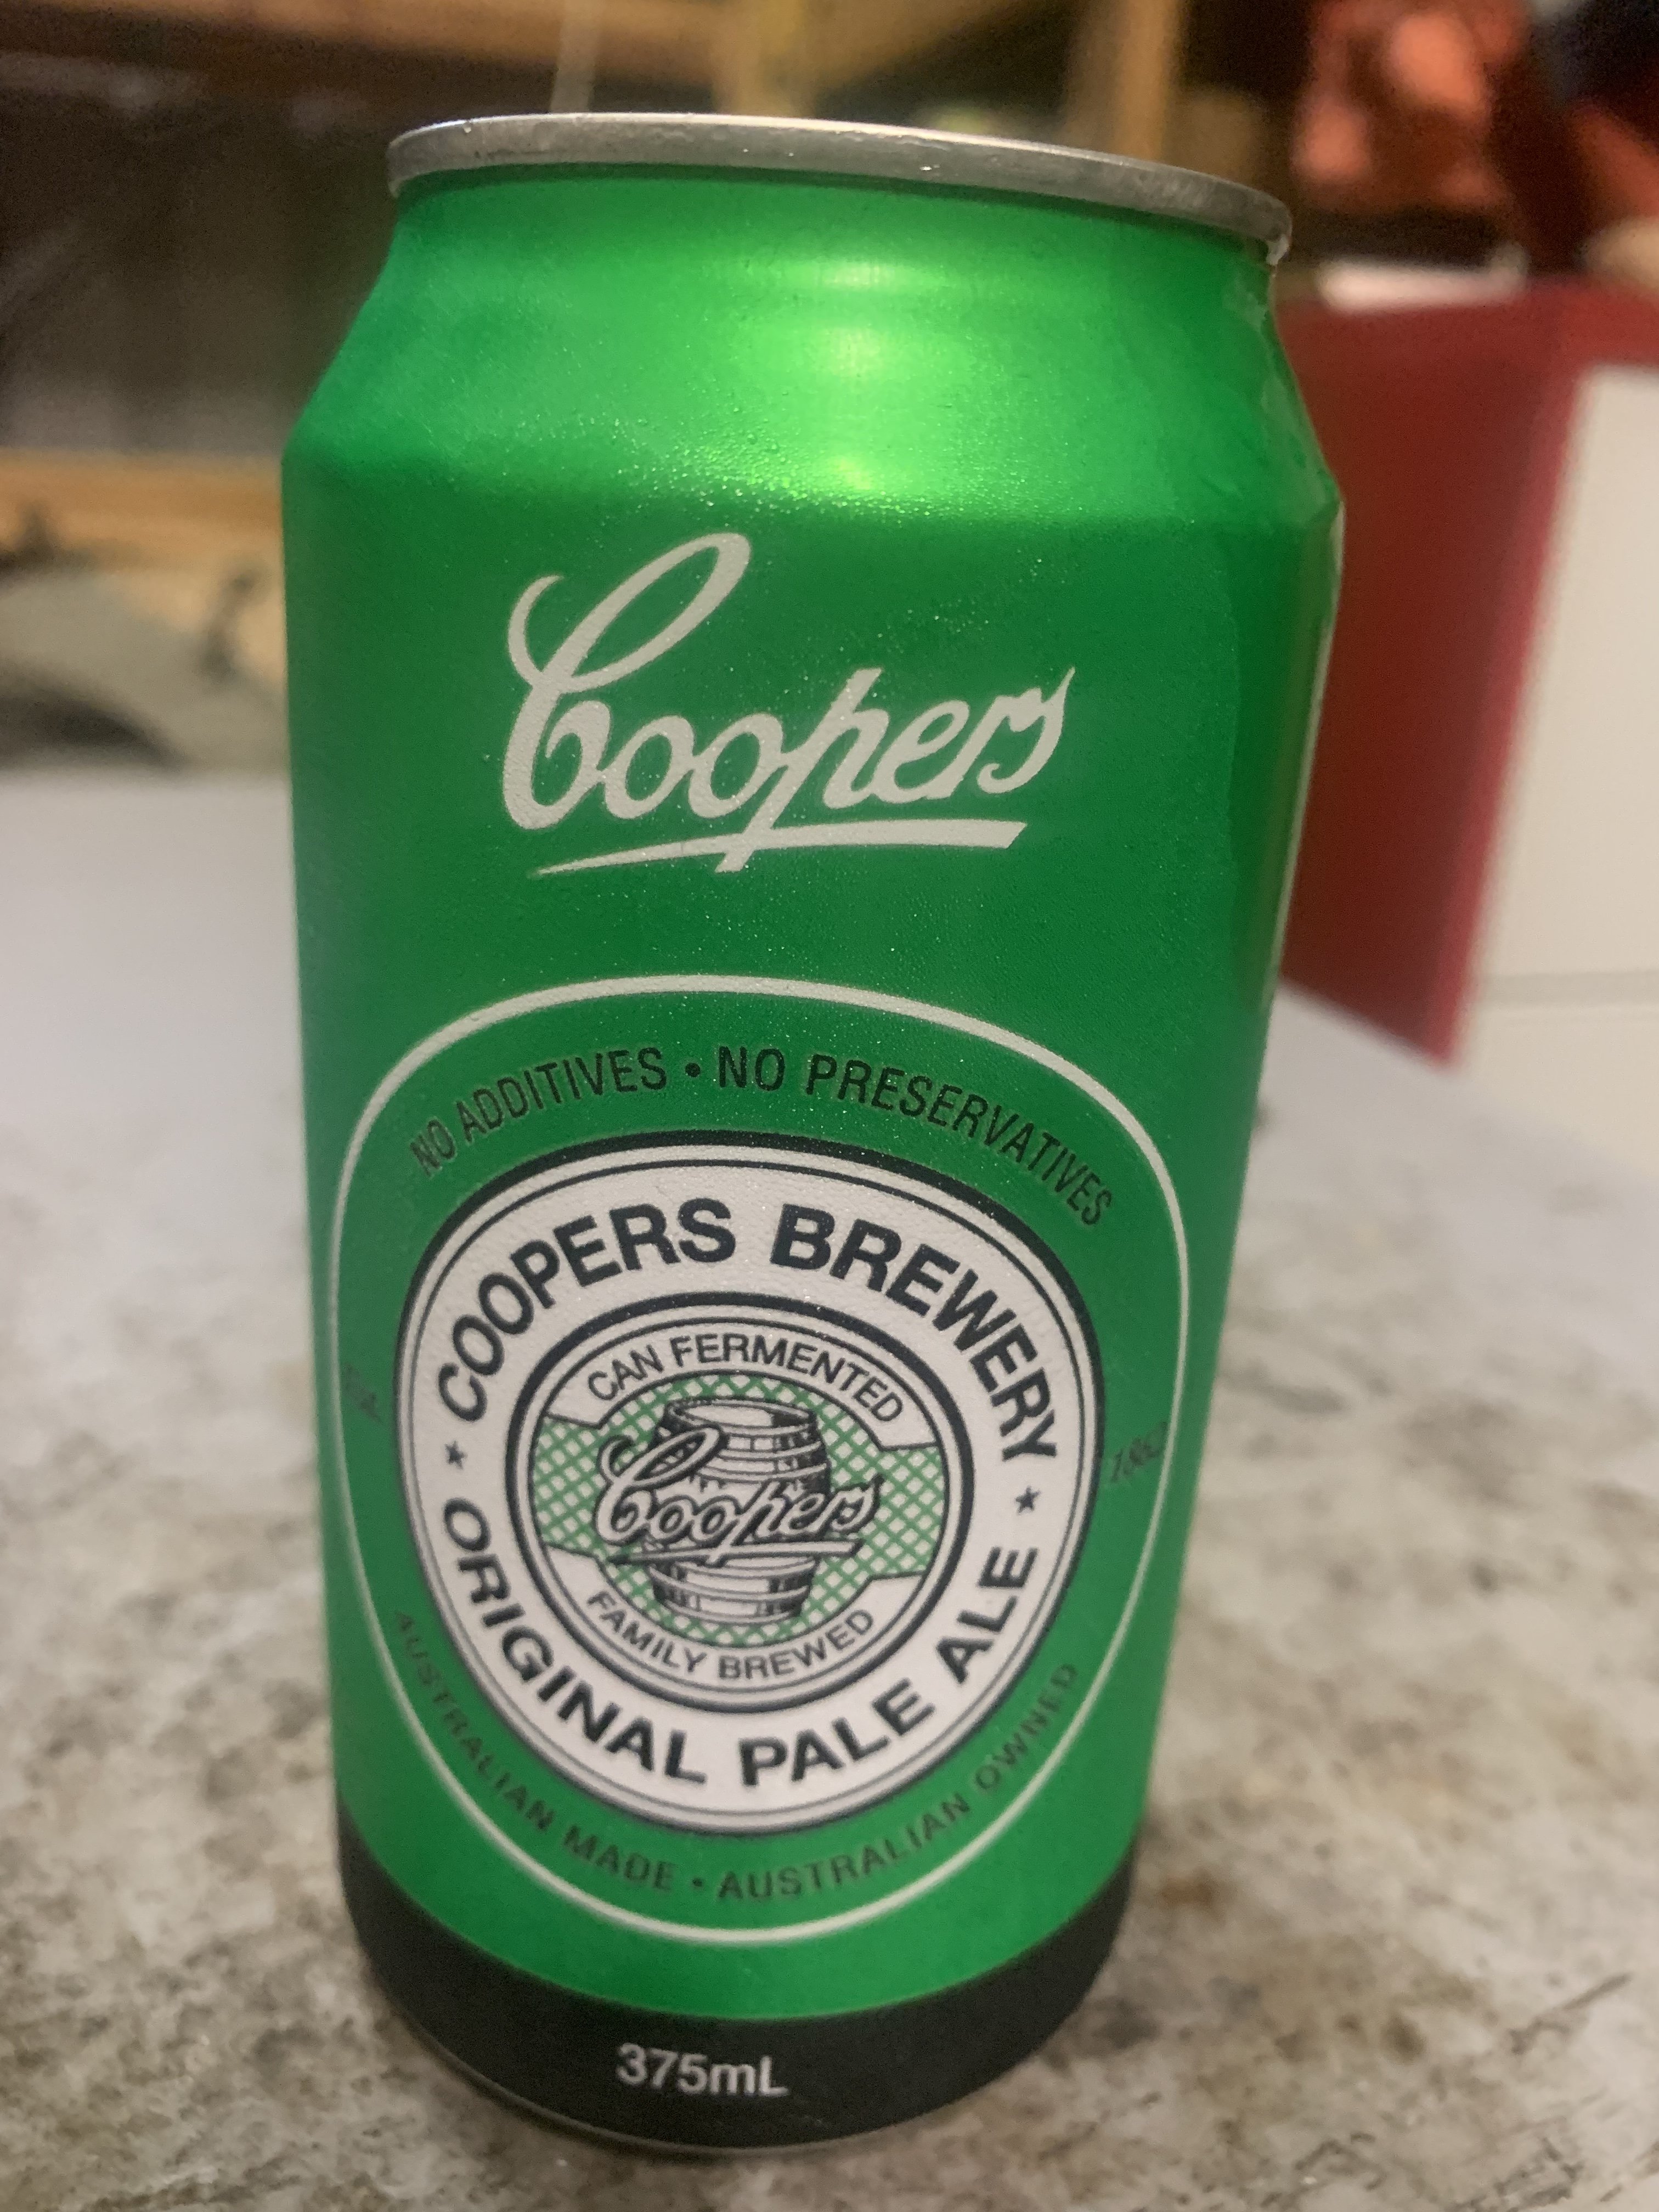 Coopers
NO ADDITIVES • NO PRESERVATIVES
COOPERS BREWERY
CAN FERMENTED
Coopers
FAMILY BREWED
ORIGINAL PALE ALE
1862
AUSTRALIAN MADE • AUSTRALIAN OWNED
375mL